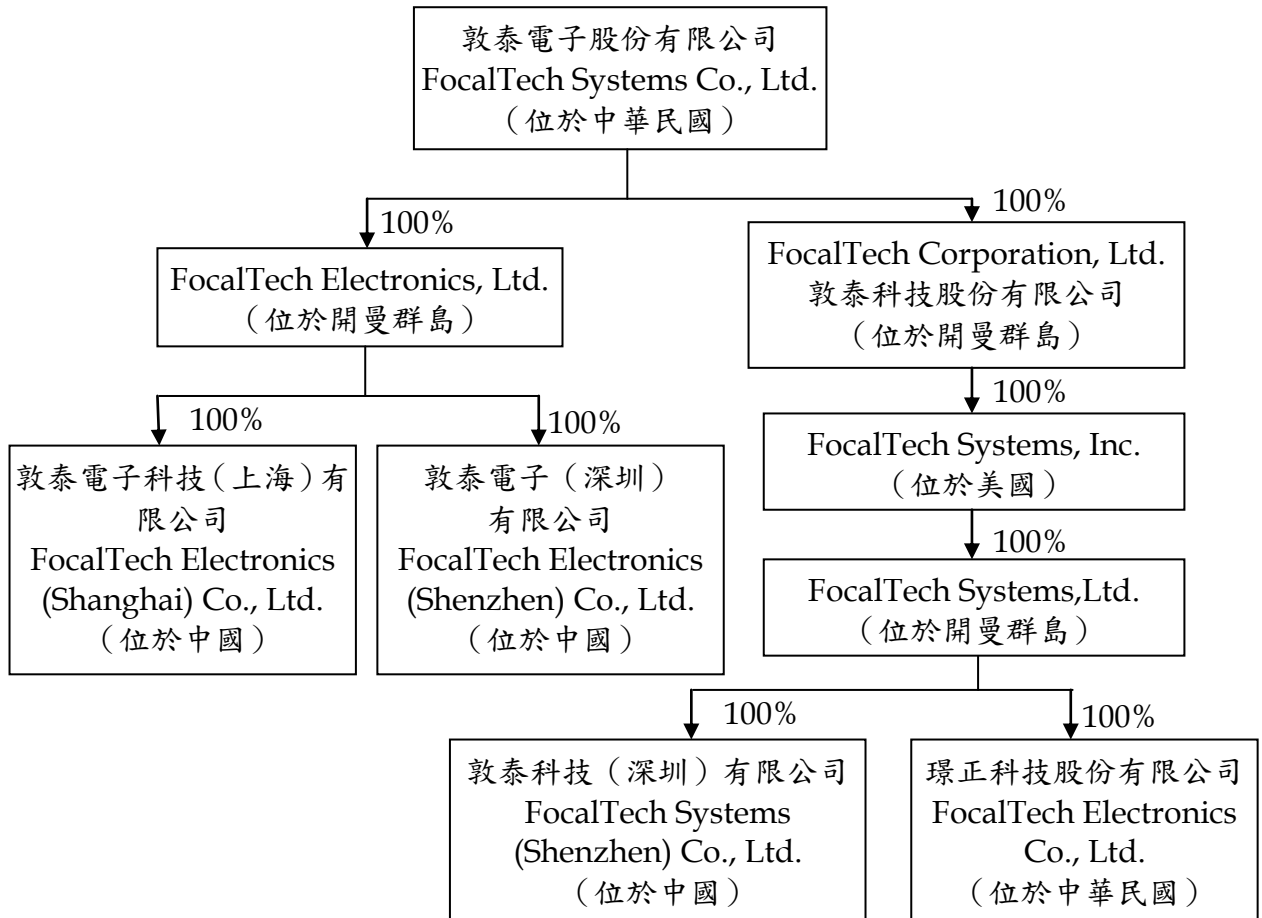 敦泰電子股份有限公司
FocalTech Systems Co., Ltd.
（位於中華民國）
100%
100%
FocalTech Electronics, Ltd.
（位於開曼群島）
FocalTech Corporation, Ltd.
敦泰科技股份有限公司
（位於開曼群島）
100%
100%
100%
敦泰電子科技（上海）有
限公司
FocalTech Electronics
(Shanghai) Co., Ltd.
（位於中國）
敦泰電子（深圳）
有限公司
FocalTech Electronics
(Shenzhen) Co., Ltd.
（位於中國）
FocalTech Systems, Inc.
（位於美國）
100%
FocalTech Systems,Ltd.
（位於開曼群島）
100%
100%
敦泰科技（深圳）有限公司
FocalTech Systems
(Shenzhen) Co., Ltd.
（位於中國）
璟正科技股份有限公司
FocalTech Electronics
Co., Ltd.
（位於中華民國）